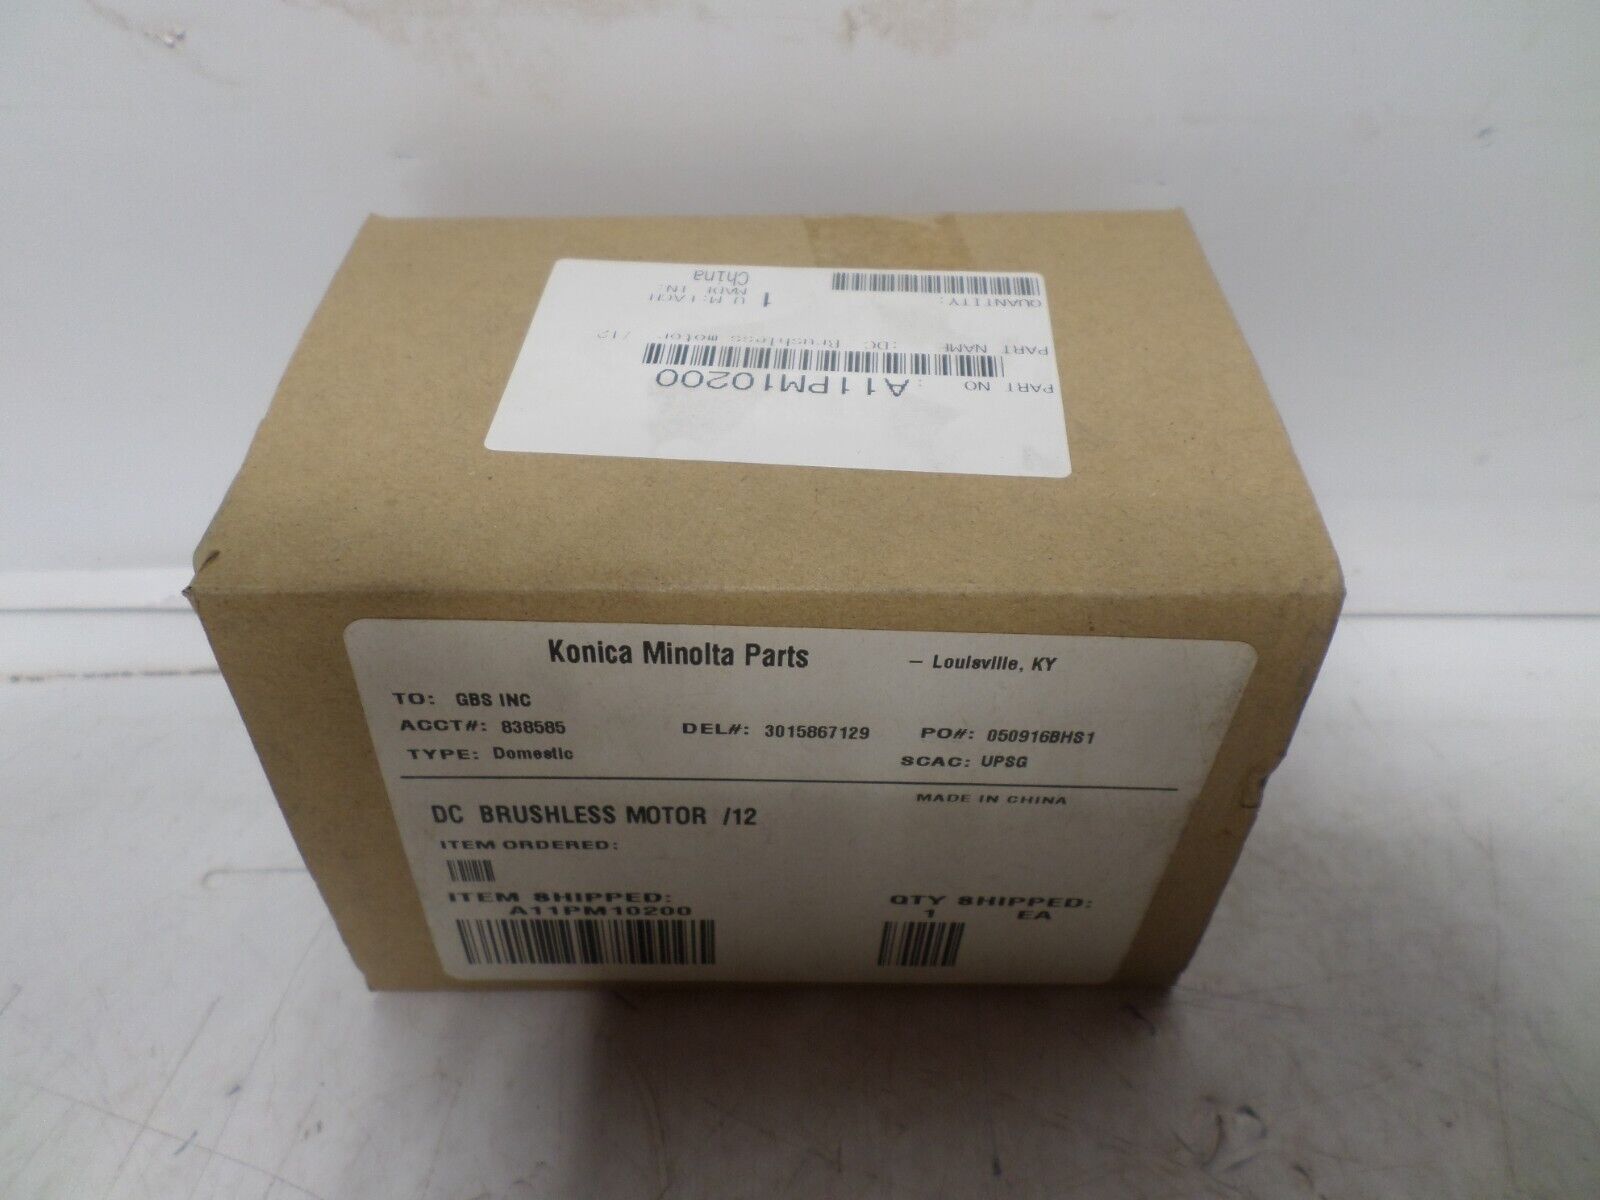 PART NO :A11PM10200
PART NAME :DC Brushless motor /12
QUANTITY: 1 U M:EACH
MADE IN:
China
Konica Minolta Parts – Louisville, KY
TO: GBS INC
ACCT#: 838585 DEL#: 3015867129 PO#: 050916BHS1
TYPE: Domestic SCAC: UPSG
MADE IN CHINA
DC BRUSHLESS MOTOR /12
ITEM ORDERED:
ITEM SHIPPED: QTY SHIPPED:
A11PM10200 1 EA